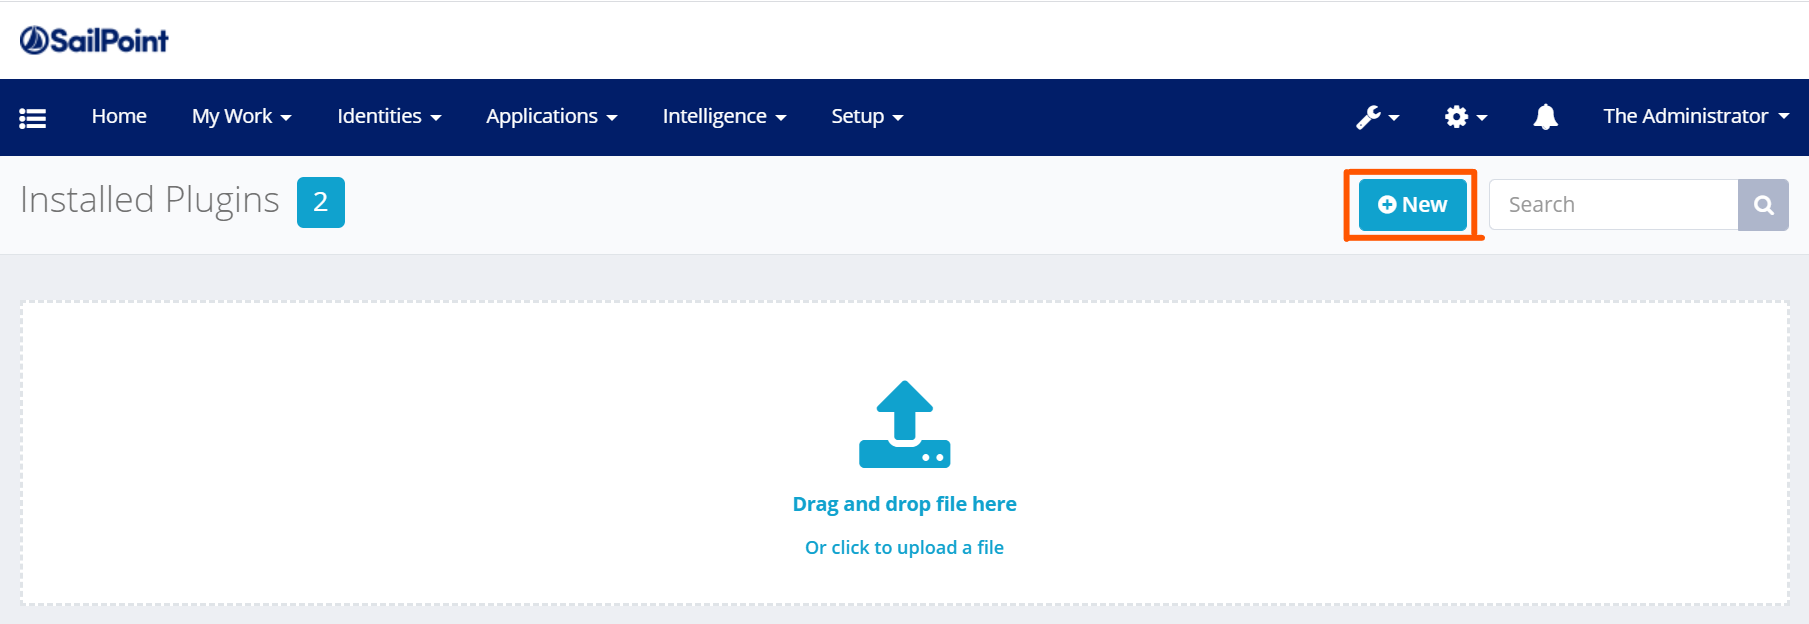 SailPoint
Home My Work Identities Applications Intelligence Setup The Administrator
Installed Plugins 2 New Search
Drag and drop file here
Or click to upload a file